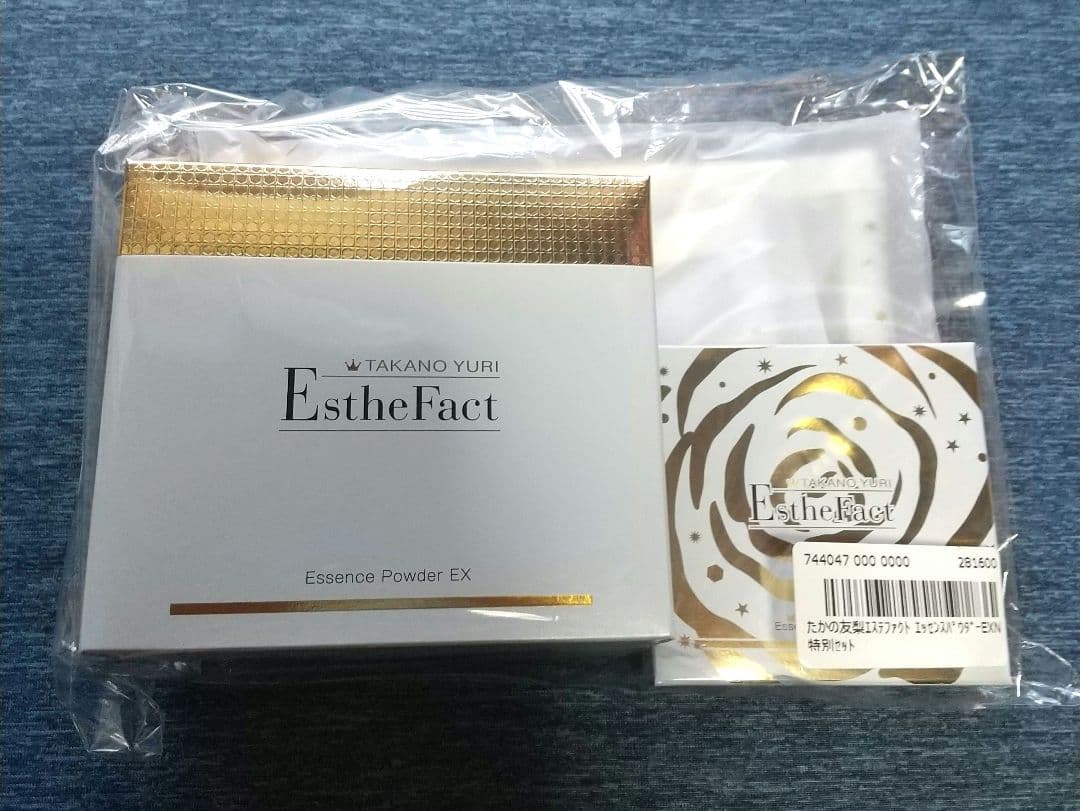 TAKANO YURI
EstheFact
Essence Powder EX
TAKANO YURI
EstheFact
744047 000 0000 281600
たかの友梨ｴｽﾃﾌｧｸﾄ ｴｯｾﾝｽﾊﾟｳﾀﾞｰEXN
特別ｾｯﾄ